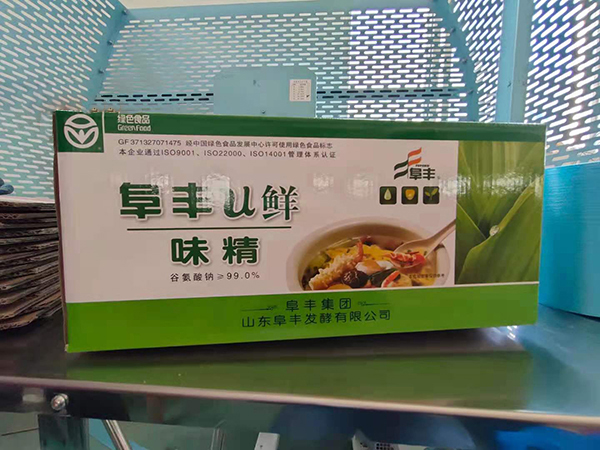 绿色食品
GreenFood
GF371327071475 经中国绿色食品发展中心许可使用绿色食品标志
本企业通过ISO9001、ISO22000、ISO14001管理体系认证
阜丰
阜丰u鲜
味精
谷氨酸钠≥99.0%
阜丰集团
山东阜丰发酵有限公司